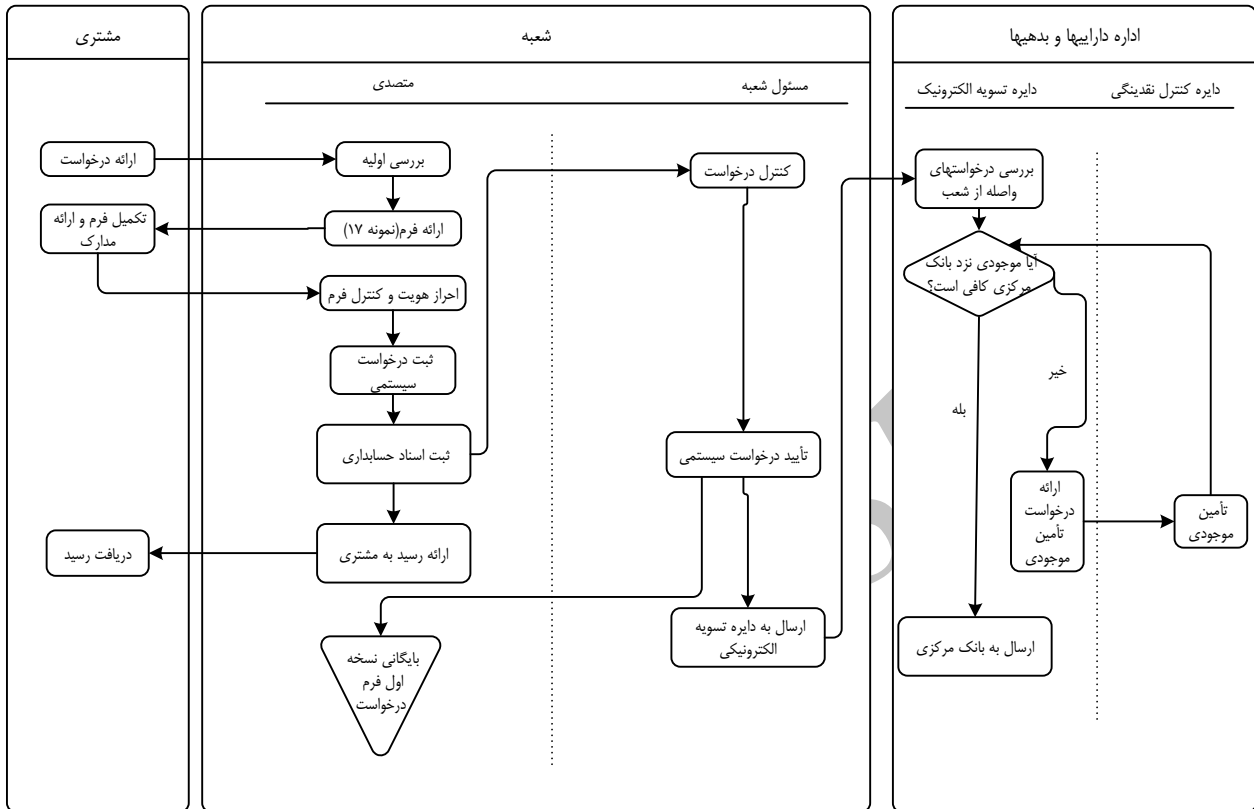 مشتری
شعبه
اداره داراییها و بدهیها
متصدی
مسئول شعبه
دایره تسویه الکترونیک
دایره کنترل نقدینگی
ارائه درخواست
بررسی اولیه
کنترل درخواست
بررسی درخواستهای
واصله از شعب
تکمیل فرم و ارائه
مدارک
ارائه فرم(نمونه ۱۷)
آیا موجودی نزد بانک
مرکزی کافی است؟
احراز هویت و کنترل فرم
ثبت درخواست
سیستمی
خیر
بله
ثبت اسناد حسابداری
تأیید درخواست سیستمی
ارائه
درخواست
تأمین
موجودی
تأمین
موجودی
دریافت رسید
ارائه رسید به مشتری
ارسال به دایره تسویه
الکترونیکی
ارسال به بانک مرکزی
بایگانی نسخه
اول فرم
درخواست